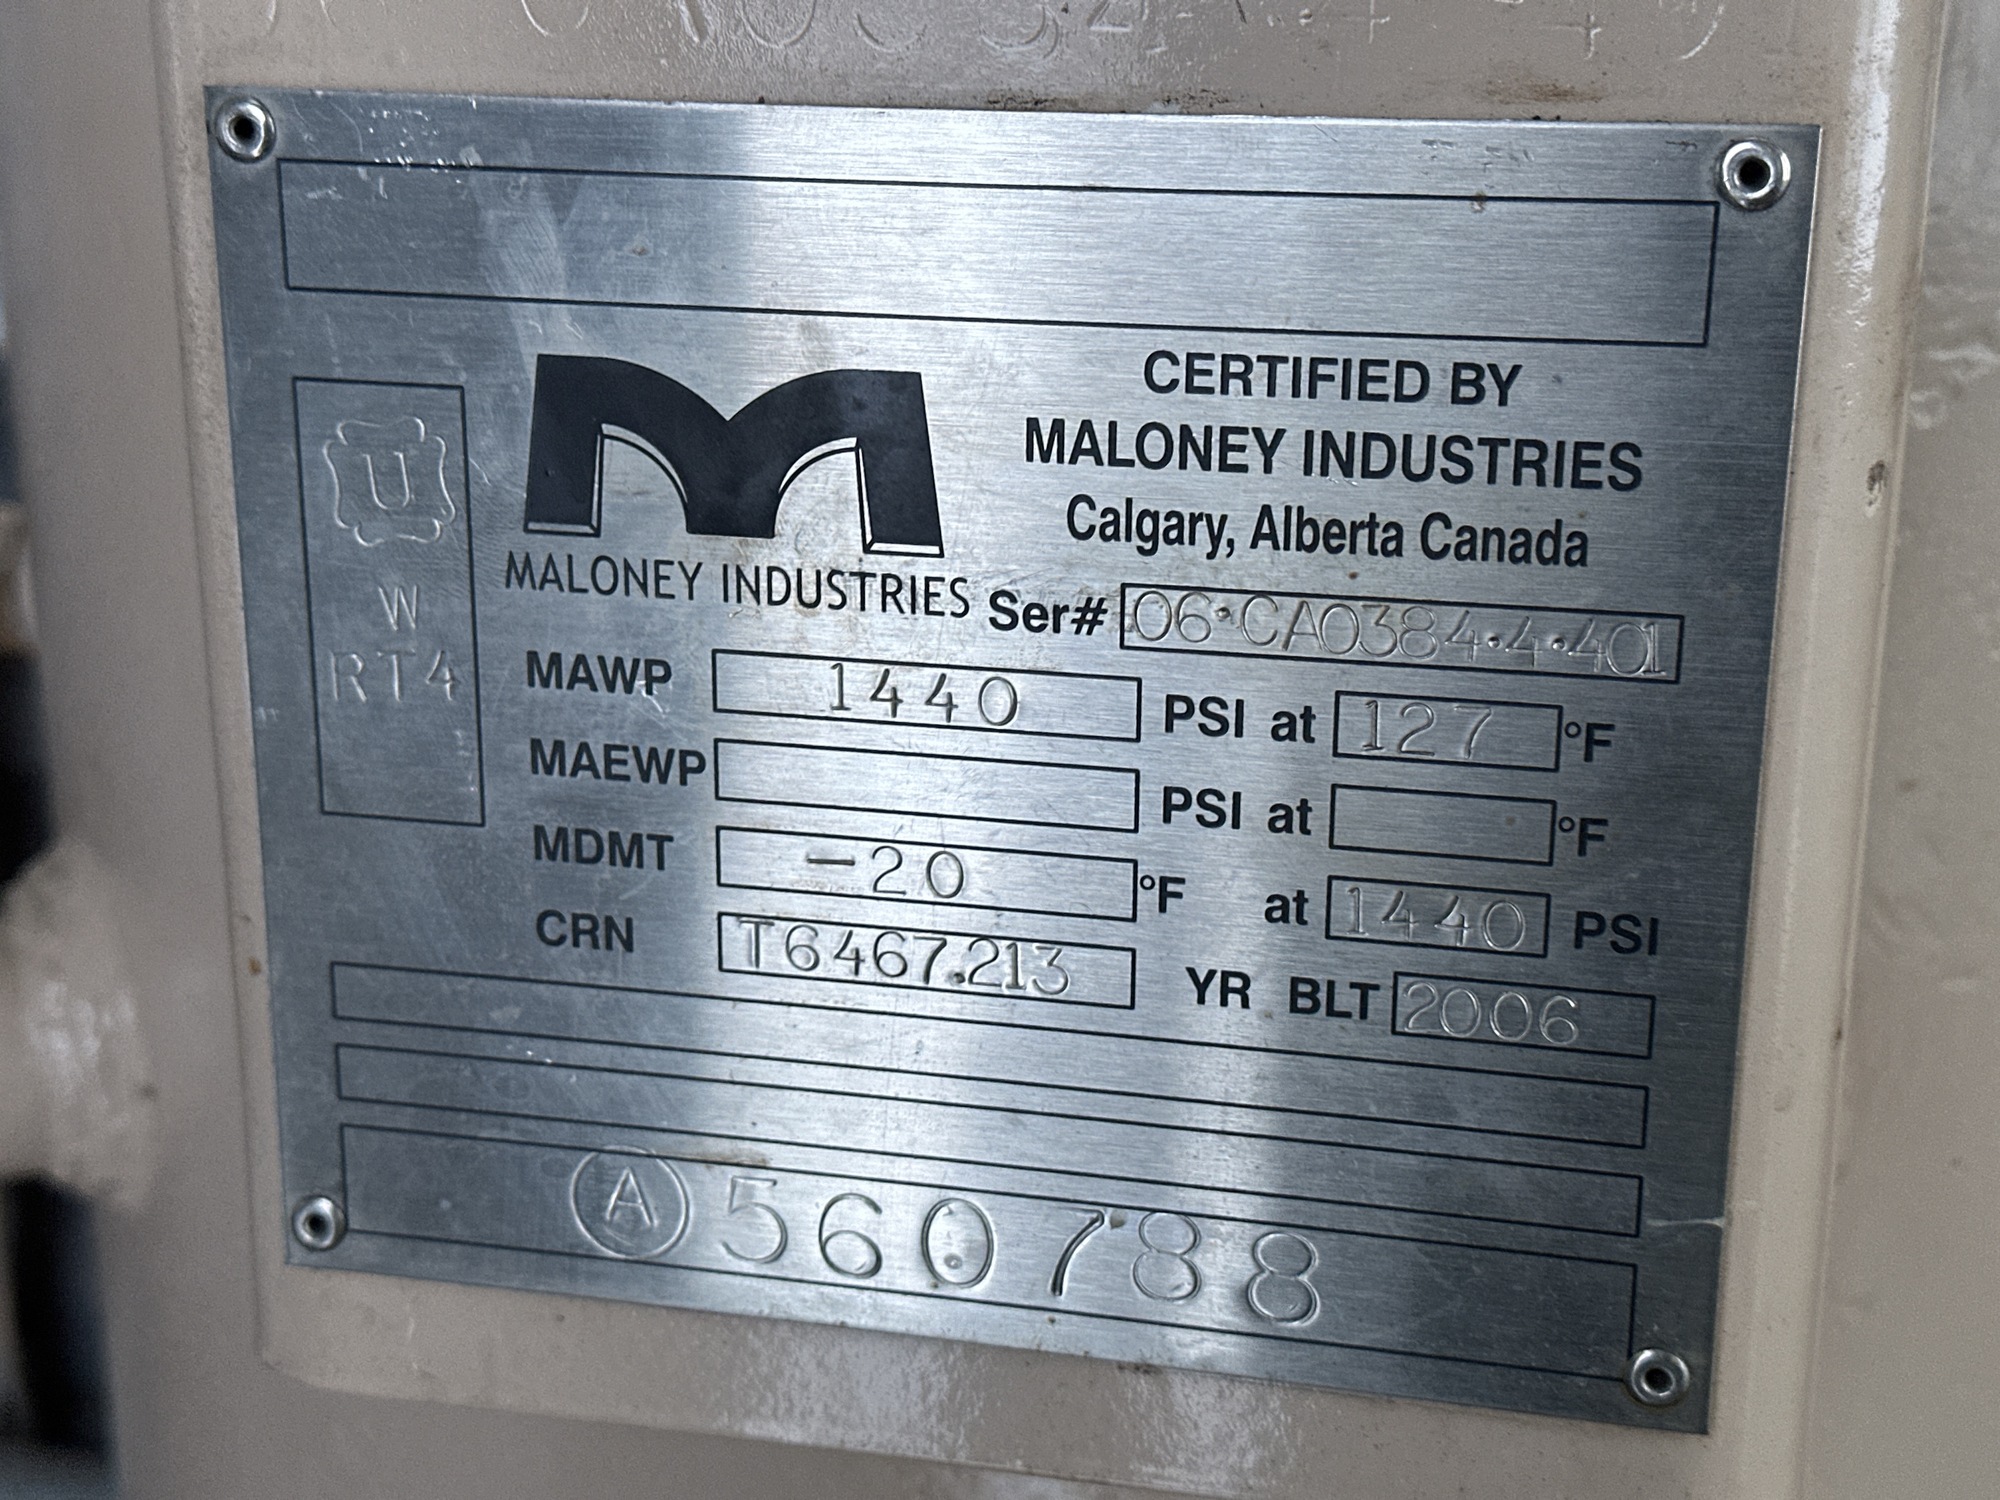 CERTIFIED BY
MALONEY INDUSTRIES
Calgary, Alberta Canada
U
W
RT4
MALONEY INDUSTRIES
Ser# 06·CA0384·4·401
MAWP 1440 PSI at 127 °F
MAEWP PSI at °F
MDMT -20 °F at 1440 PSI
CRN T6467.213 YR BLT 2006
A 560788